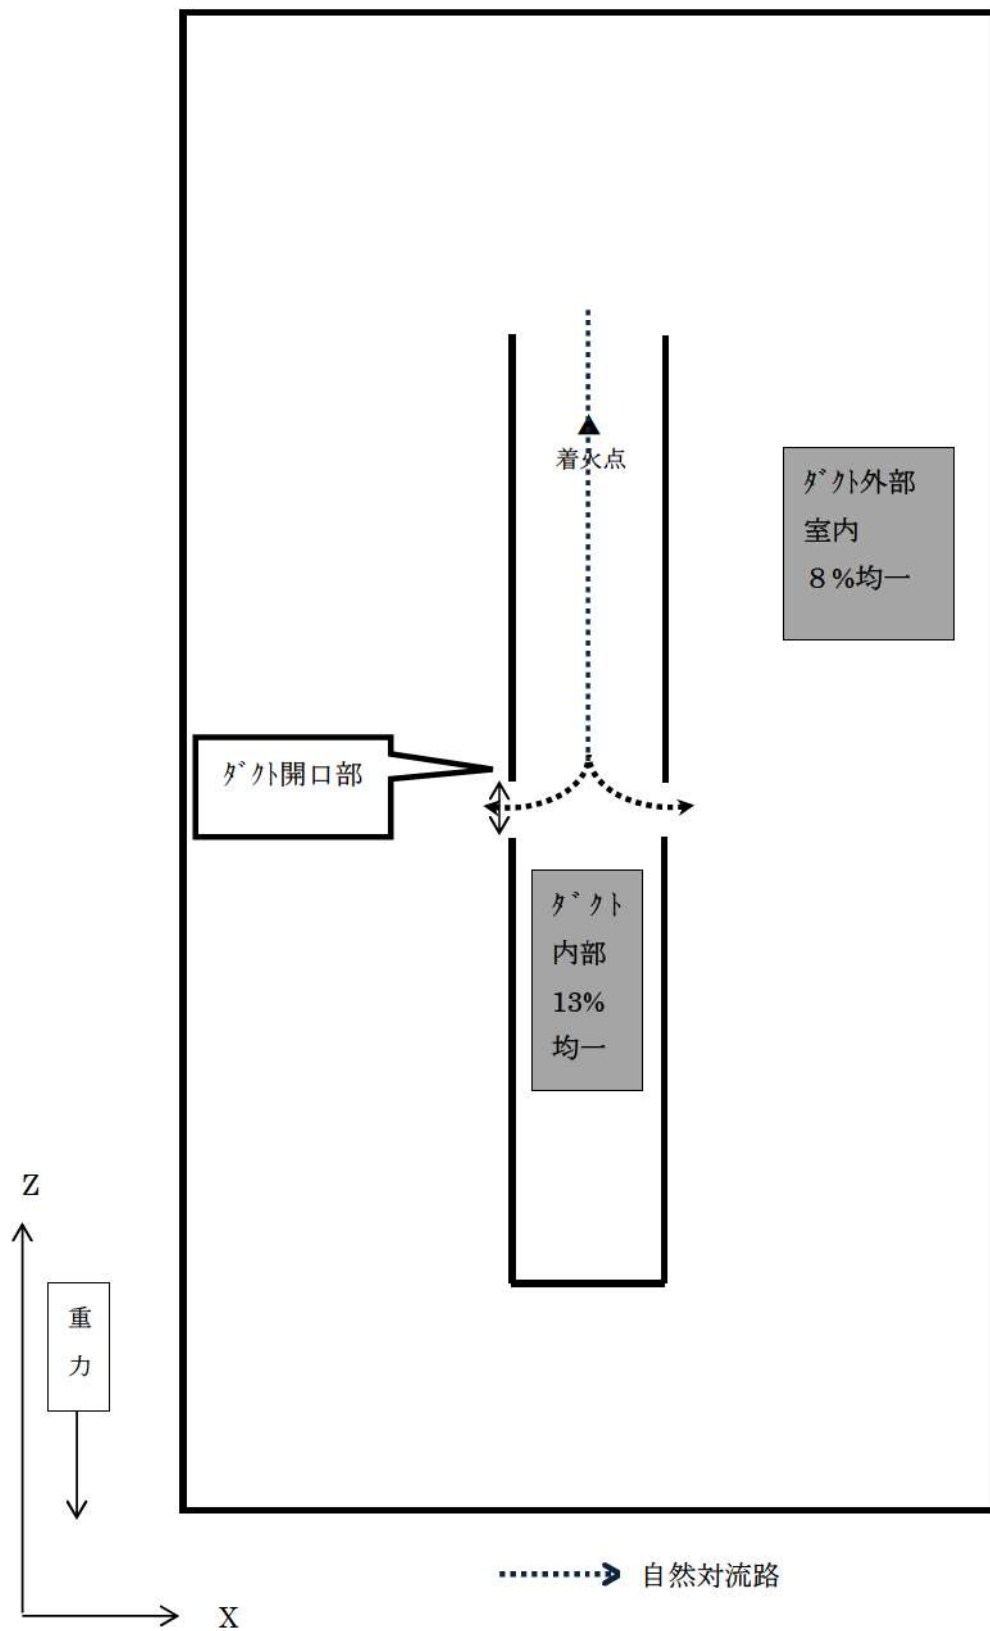 着火点
ﾀﾞｸﾄ外部
室内
８%均一
ﾀﾞｸﾄ開口部
ﾀﾞｸﾄ
内部
13%
均一
Z
重
力
X
自然対流路